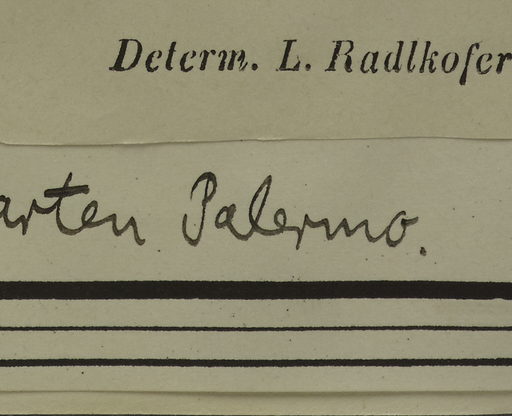 Determ. L. Radlkofer
arten Palermo.